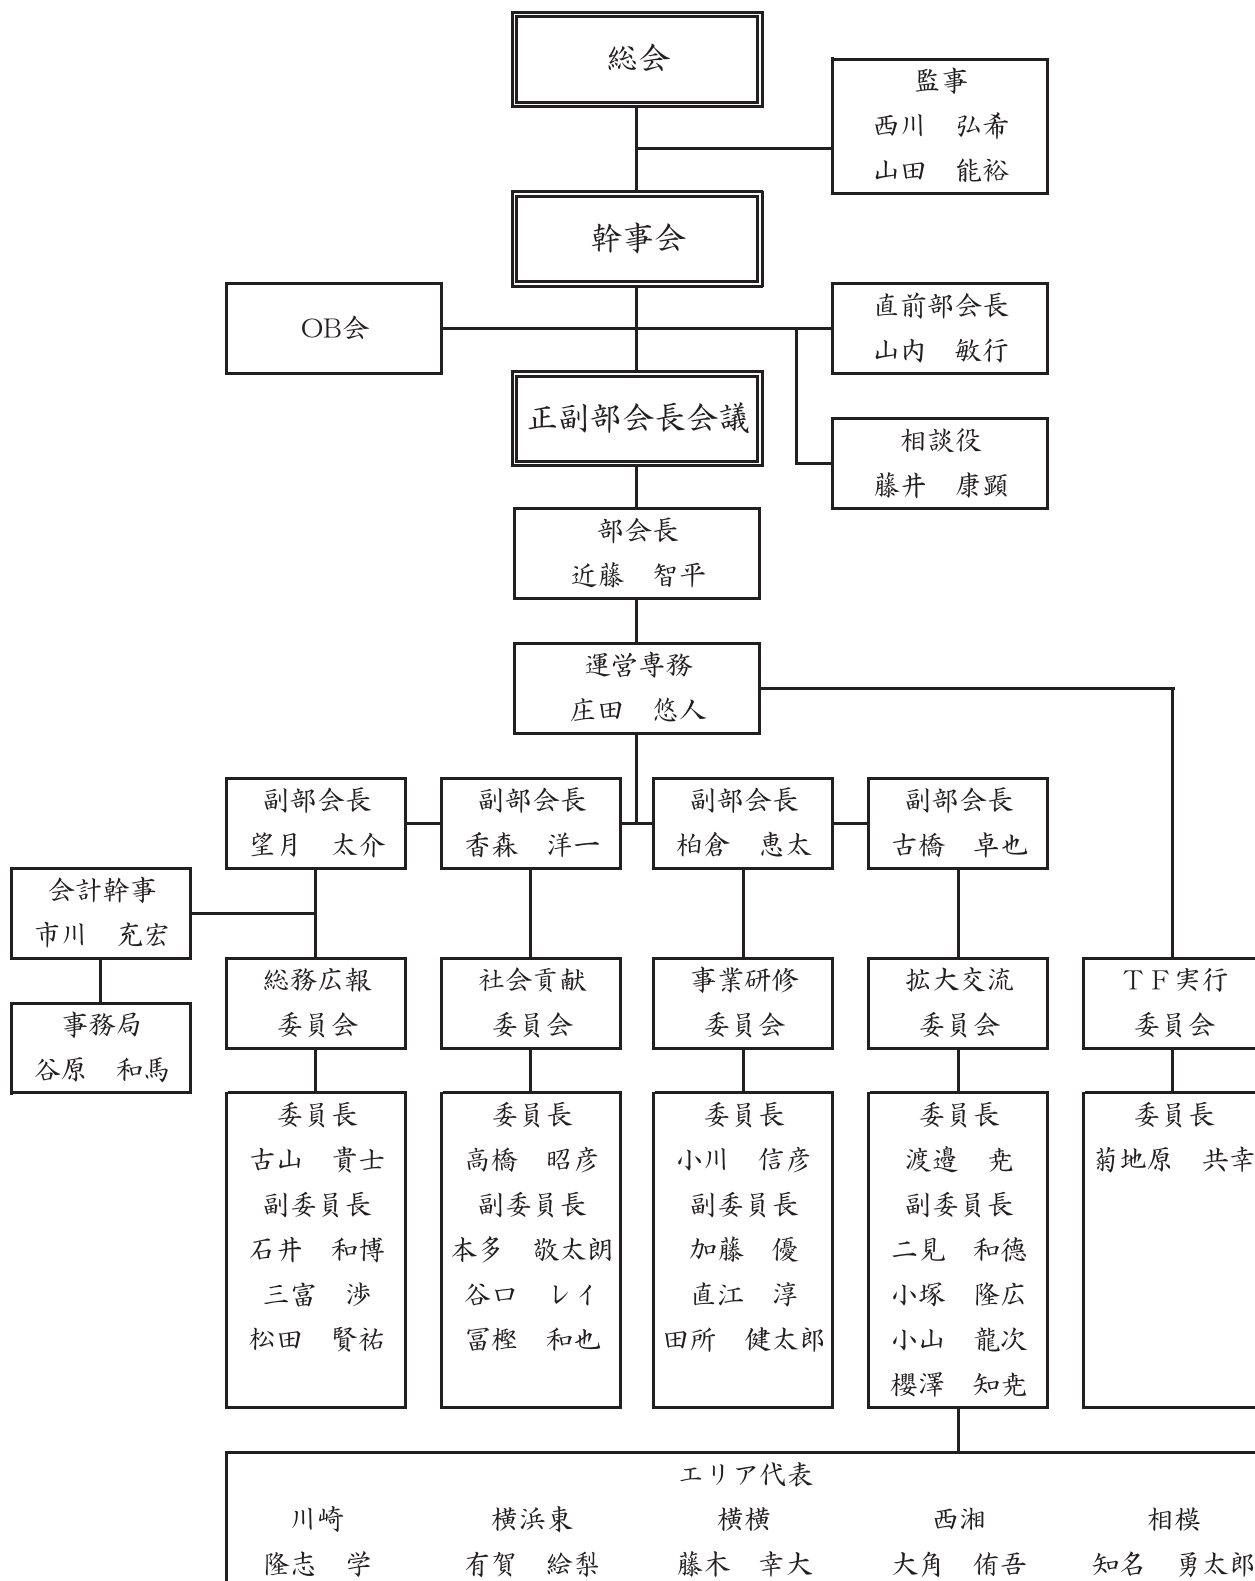 総会
監事
西川　弘希
山田　能裕
幹事会
OB会
直前部会長
山内　敏行
正副部会長会議
相談役
藤井　康顕
部会長
近藤　智平
運営専務
庄田　悠人
副部会長
望月　太介
副部会長
香森　洋一
副部会長
柏倉　恵太
副部会長
古橋　卓也
会計幹事
市川　充宏
事務局
谷原　和馬
総務広報
委員会
社会貢献
委員会
事業研修
委員会
拡大交流
委員会
ＴＦ実行
委員会
委員長
古山　貴士
副委員長
石井　和博
三富　渉
松田　賢祐
委員長
高橋　昭彦
副委員長
本多　敬太朗
谷口　レイ
冨樫　和也
委員長
小川　信彦
副委員長
加藤　優
直江　淳
田所　健太郎
委員長
渡邉　尭
副委員長
二見　和徳
小塚　隆広
小山　龍次
櫻澤　知尭
委員長
菊地原　共幸
エリア代表
川崎
隆志　学
横浜東
有賀　絵梨
横横
藤木　幸大
西湘
大角　侑吾
相模
知名　勇太郎